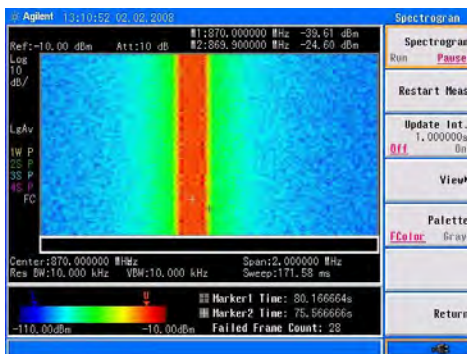 Agilent 13:10:52 02.02.2008
Spectrogran
M1:870.000000 MHz -39.61 dBm
Ref:-10.00 dBm Att:10 dB M2:869.900000 MHz -24.60 dBm
Log
10
dB/
LgAv
1W P
2S P
3S P
4S P
FC
Center:870.000000 MHz Span:2.000000 MHz
Res BW:10.000 kHz VBW:10.000 kHz Sweep:171.58 ms
L U
-110.00dBm -10.00dBm
Marker1 Time: 80.166664s
Marker2 Time: 75.566666s
Failed Frame Count: 28
Spectrogran
Run Pause
Restart Meas
Update Int.
1.000000s
Off On
View
Palette
FColor Gray
Return